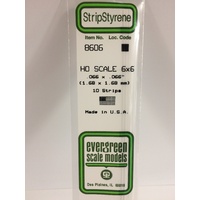 StripStyrene
Item No. Loc. Code
8606
HO SCALE 6x6
.066 x .066"
(1.68 x 1.68 mm)
10 Strips
Made in U.S.A.
evergreen
scale models
Des Plaines, IL 60018